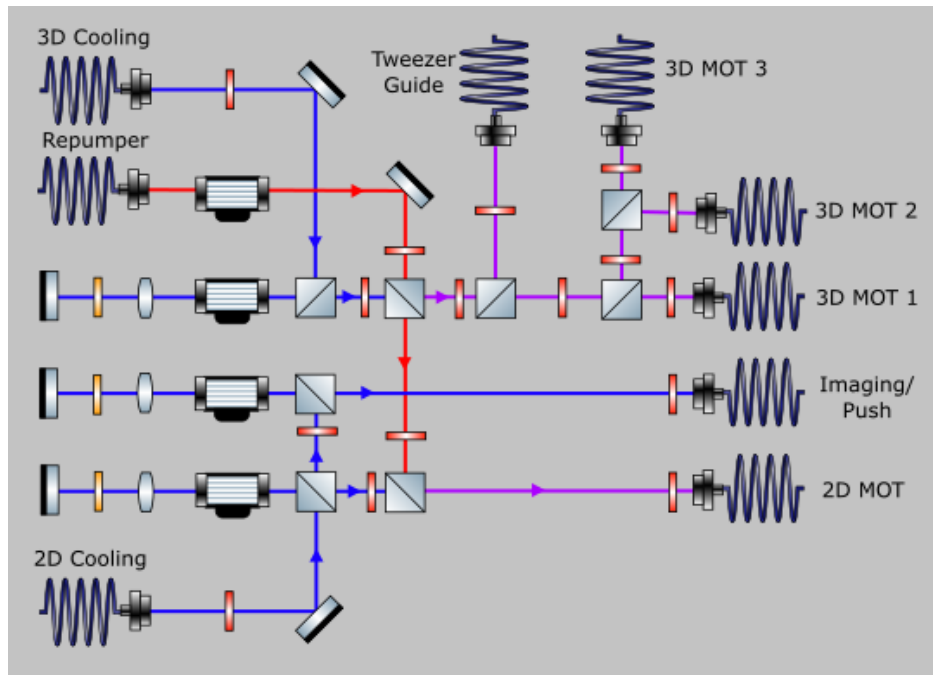 3D Cooling
Tweezer
Guide
3D MOT 3
Repumper
3D MOT 2
3D MOT 1
Imaging/
Push
2D MOT
2D Cooling